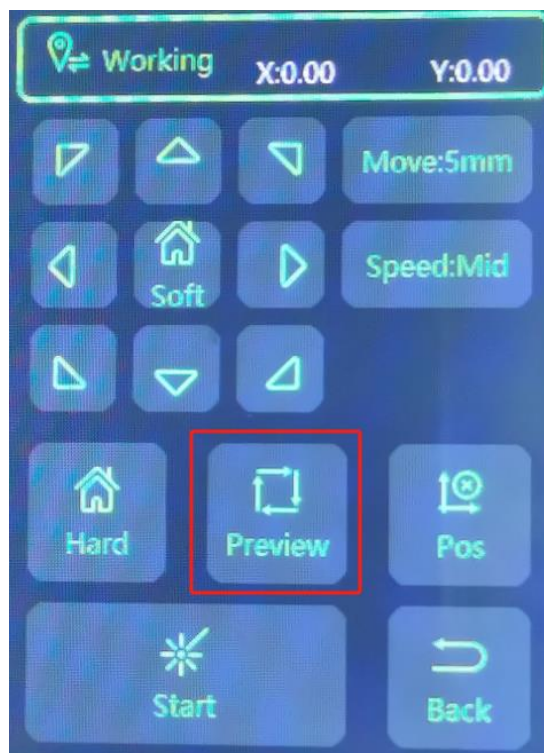 Working X:0.00 Y:0.00
Move:5mm
Soft
Speed:Mid
Hard Preview Pos
Start Back